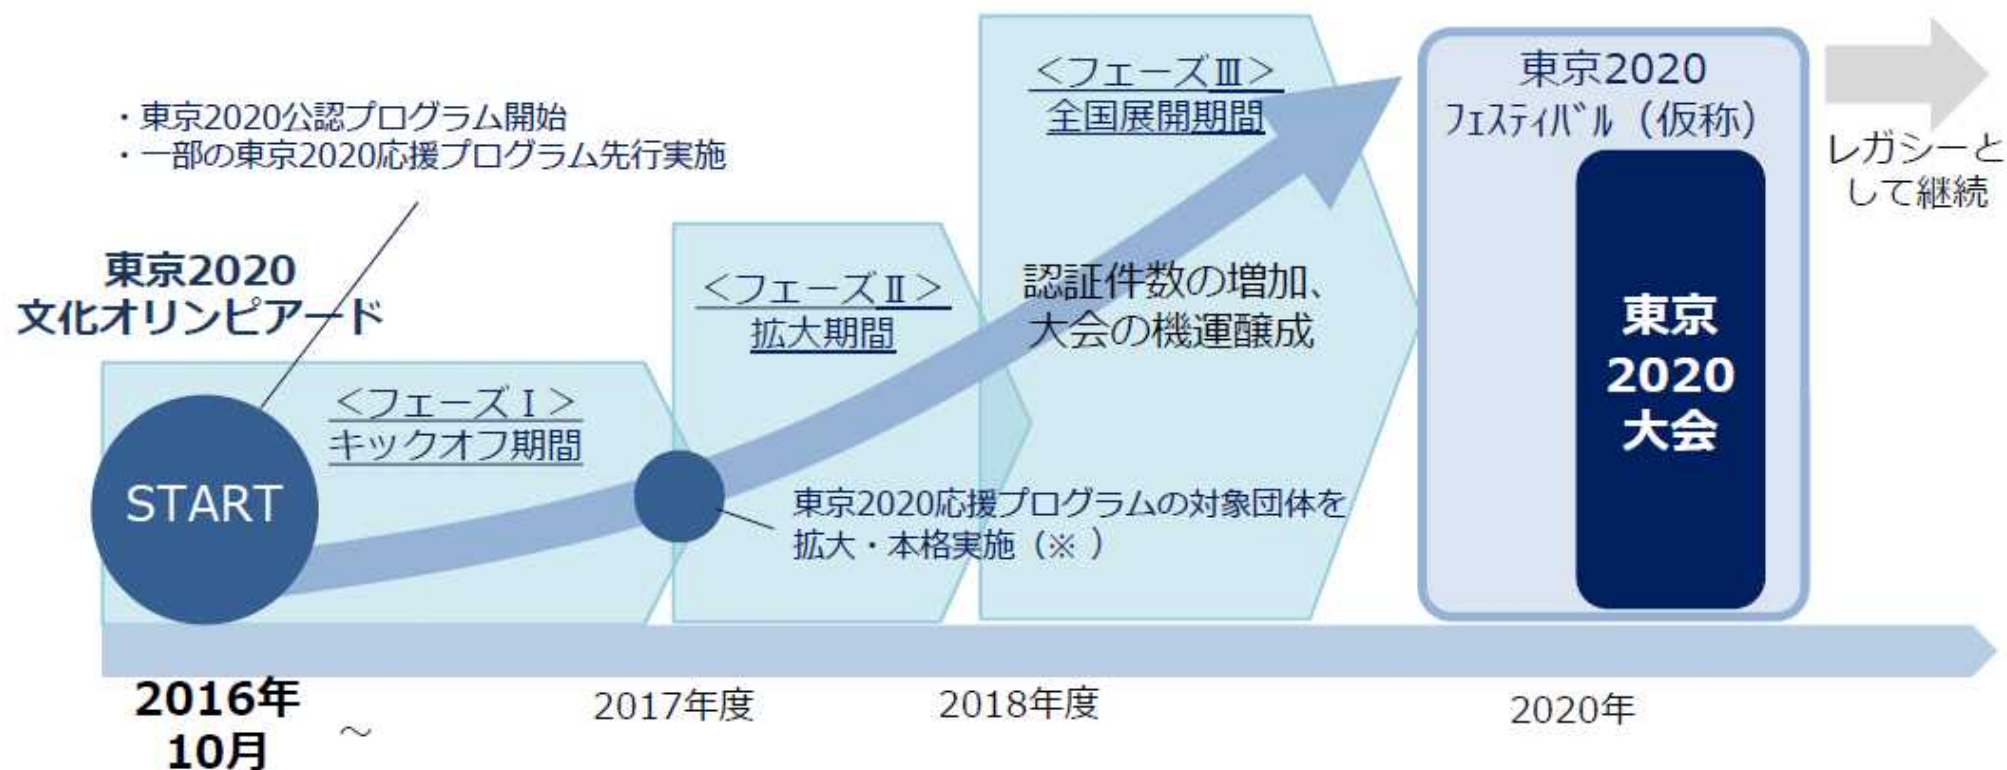 ・東京2020公認プログラム開始
・一部の東京2020応援プログラム先行実施
東京2020
文化オリンピアード
START
＜フェーズⅠ＞
キックオフ期間
＜フェーズⅡ＞
拡大期間
＜フェーズⅢ＞
全国展開期間
認証件数の増加、
大会の機運醸成
東京2020応援プログラムの対象団体を
拡大・本格実施（※ ）
東京2020
ﾌｪｽﾃｨﾊﾞﾙ（仮称）
東京
2020
大会
レガシーと
して継続
2016年
10月
～
2017年度
2018年度
2020年